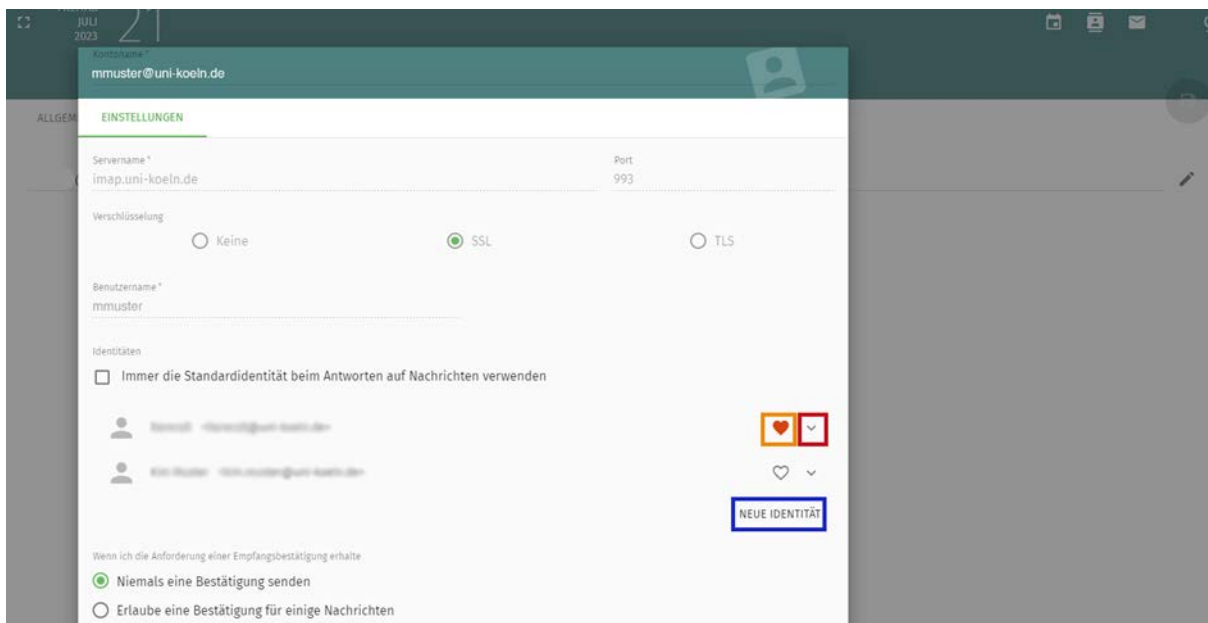 JULI
2023
21
Kontoname *
mmuster@uni-koeln.de
EINSTELLUNGEN
ALLGEM
Servername *
imap.uni-koeln.de
Port
993
Verschlüsselung
Keine
SSL
TLS
Benutzername *
mmuster
Identitäten
Immer die Standardidentität beim Antworten auf Nachrichten verwenden
NEUE IDENTITÄT
Wenn ich die Anforderung einer Empfangsbestätigung erhalte
Niemals eine Bestätigung senden
Erlaube eine Bestätigung für einige Nachrichten